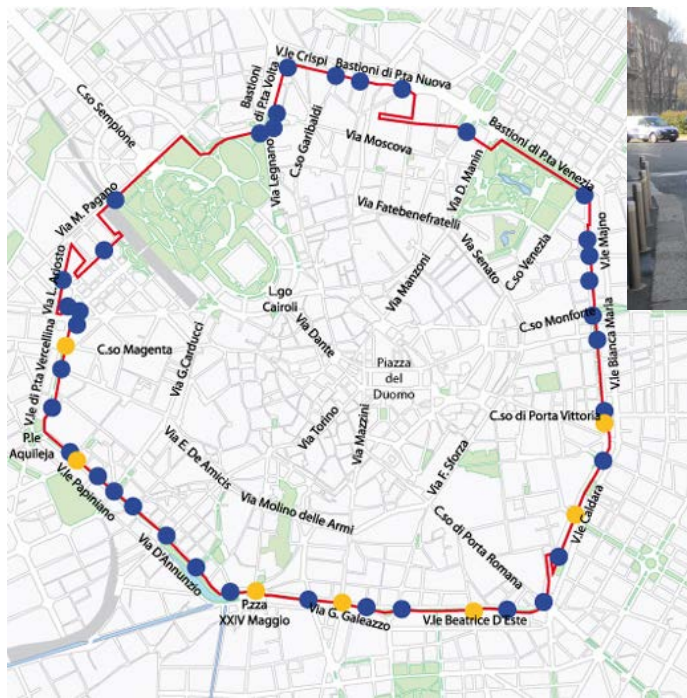 V.le Crispi
Bastioni di P.ta Nuova
Bastioni
di P.ta Volta
C.so Sempione
C.so Garibaldi
Via Legnano
Via Moscova
Bastioni di P.ta Venezia
Via D. Manin
Via M. Pagano
Via Fatebenefratelli
Via Senato
C.so Venezia
V.le Majno
Via L. Ariosto
Via Manzoni
L.go
Cairoli
Via Dante
C.so Monforte
V.le Bianca Maria
V.le di P.ta Vercellina
C.so Magenta
Via G.Carducci
Piazza
del
Duomo
Via Torino
Via Mazzini
C.so di Porta Vittoria
P.le
Aquileja
V.le Papiniano
Via E. De Amicis
Via F. Sforza
Via Molino delle Armi
C.so di Porta Romana
V.le Caldara
Via D'Annunzio
P.zza
XXIV Maggio
Via G. Galeazzo
V.le Beatrice D'Este